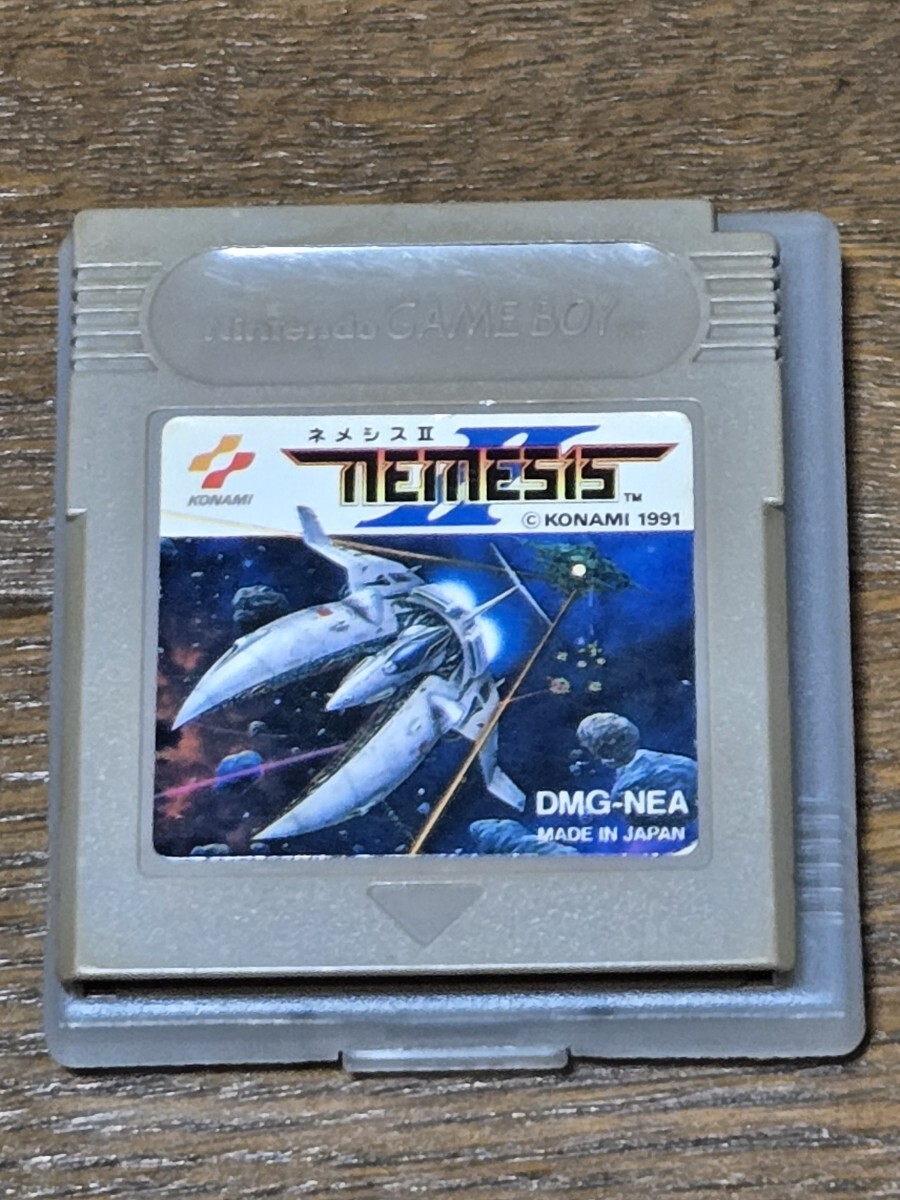 Nintendo GAME BOY TM
ネメシスII
KONAMI
NEMESIS II TM
© KONAMI 1991
DMG-NEA
MADE IN JAPAN